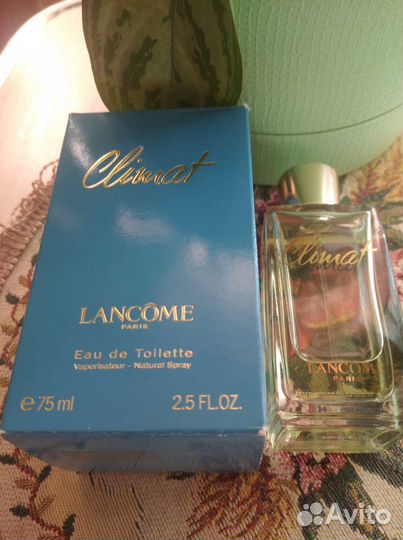 Climat
LANCÔME
PARIS
Eau de Toilette
Vaporisateur - Natural Spray
e 75 ml 2.5 FL.OZ.
Climat
LANCÔME
PARIS
Avito